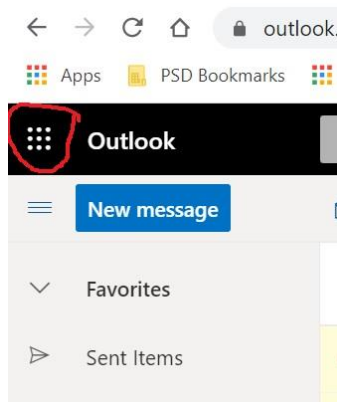 outlook.
Apps PSD Bookmarks
Outlook
New message
Favorites
Sent Items